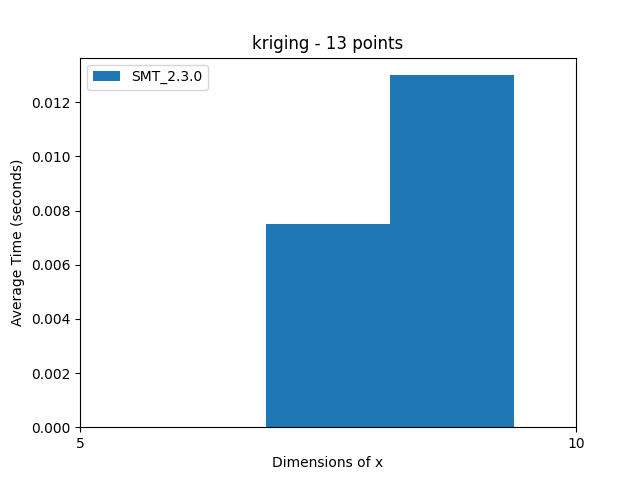 kriging - 13 points
SMT_2.3.0
Average Time (seconds)
0.012
0.010
0.008
0.006
0.004
0.002
0.000
5
10
Dimensions of x